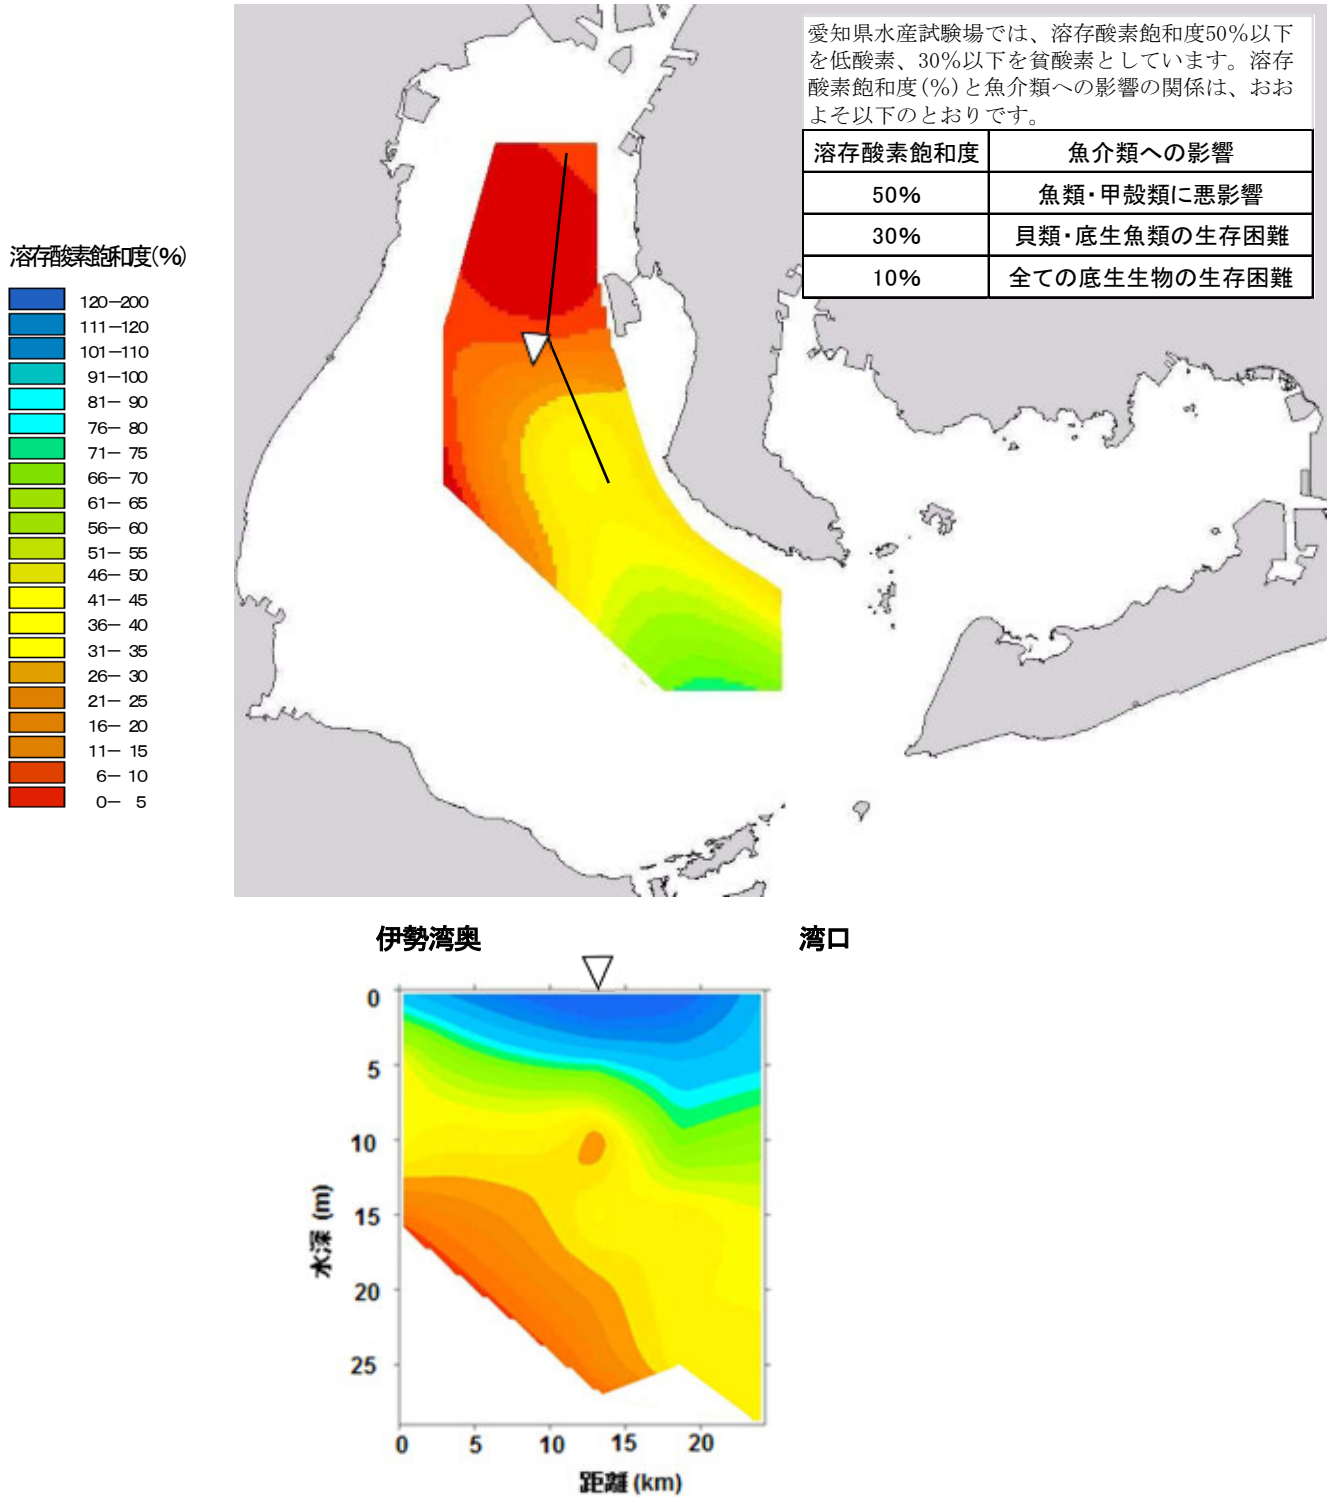 愛知県水産試験場では、溶存酸素飽和度50%以下
を低酸素、30%以下を貧酸素としています。溶存
酸素飽和度(%)と魚介類への影響の関係は、おお
よそ以下のとおりです。
溶存酸素飽和度 魚介類への影響
50% 魚類・甲殻類に悪影響
30% 貝類・底生魚類の生存困難
10% 全ての底生生物の生存困難
溶存酸素飽和度(%)
120-200
111-120
101-110
91-100
81- 90
76- 80
71- 75
66- 70
61- 65
56- 60
51- 55
46- 50
41- 45
36- 40
31- 35
26- 30
21- 25
16- 20
11- 15
6- 10
0- 5
伊勢湾奥 湾口
0
5
10
15
20
25
水深 (m)
0 5 10 15 20
距離 (km)